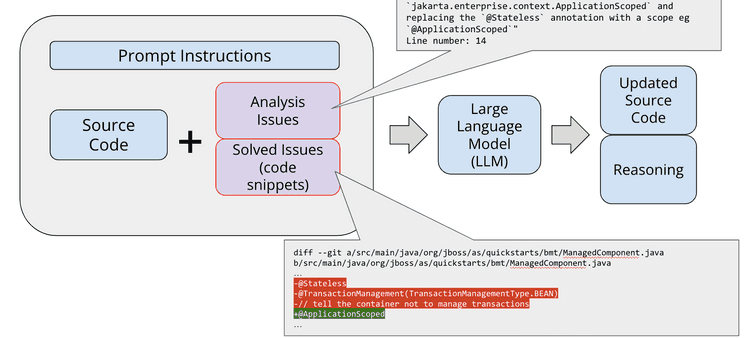 `jakarta.enterprise.context.ApplicationScoped` and
replacing the `@Stateless` annotation with a scope eg
`@ApplicationScoped`"
Line number: 14
Prompt Instructions
Source
Code
+
Analysis
Issues
Solved Issues
(code
snippets)
Large
Language
Model
(LLM)
Updated
Source
Code
Reasoning
diff --git a/src/main/java/org/jboss/as/quickstarts/bmt/ManagedComponent.java
b/src/main/java/org/jboss/as/quickstarts/bmt/ManagedComponent.java
…
-@Stateless
-@TransactionManagement(TransactionManagementType.BEAN)
-// tell the container not to manage transactions
+@ApplicationScoped
…